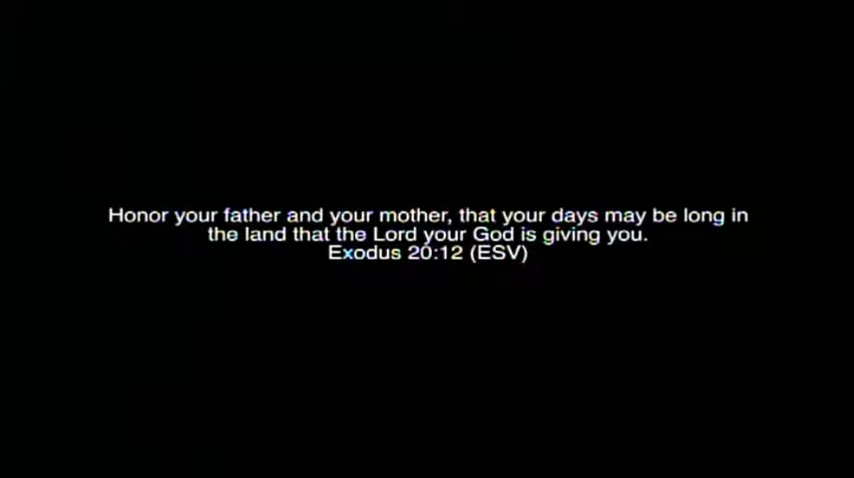 Honor your father and your mother, that your days may be long in
the land that the Lord your God is giving you.
Exodus 20:12 (ESV)